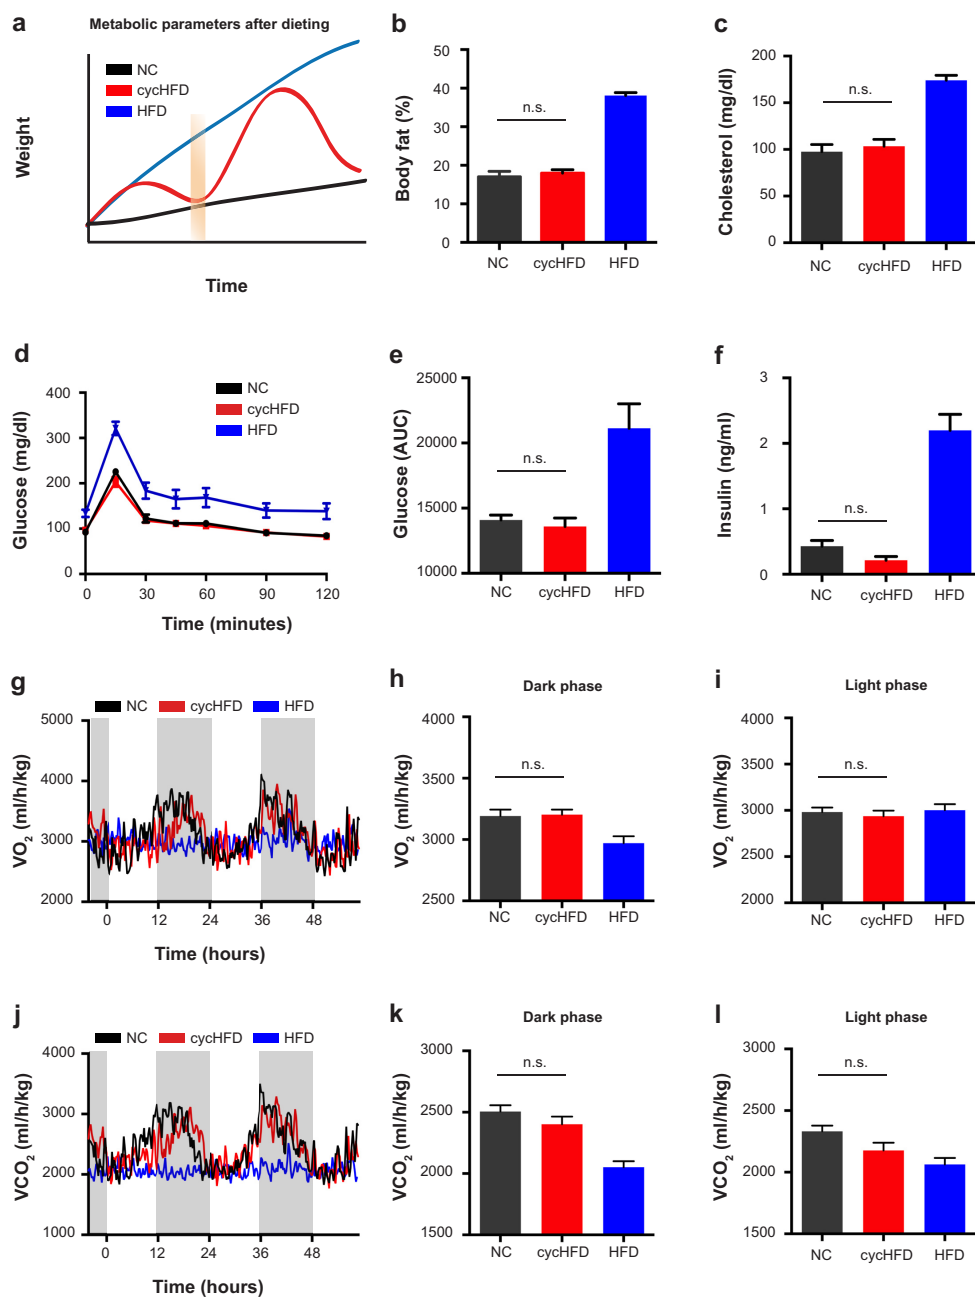 a
Metabolic parameters after dieting
NC
cycHFD
HFD
Weight
Time
b
Body fat (%)
50
40
30
20
10
0
n.s.
NC cycHFD HFD
c
Cholesterol (mg/dl)
200
150
100
50
0
n.s.
NC cycHFD HFD
d
Glucose (mg/dl)
400
300
200
100
0
NC
cycHFD
HFD
0 30 60 90 120
Time (minutes)
e
Glucose (AUC)
25000
20000
15000
10000
n.s.
NC cycHFD HFD
f
Insulin (ng/ml)
3
2
1
0
n.s.
NC cycHFD HFD
g
NC cycHFD HFD
VO2 (ml/h/kg)
5000
4000
3000
2000
0 12 24 36 48
Time (hours)
h
Dark phase
VO2 (ml/h/kg)
4000
3500
3000
2500
n.s.
NC cycHFD HFD
i
Light phase
VO2 (ml/h/kg)
4000
3500
3000
2500
2000
n.s.
NC cycHFD HFD
j
NC cycHFD HFD
VCO2 (ml/h/kg)
4000
3000
2000
1000
0 12 24 36 48
Time (hours)
k
Dark phase
VCO2 (ml/h/kg)
3000
2500
2000
1500
n.s.
NC cycHFD HFD
l
Light phase
VCO2 (ml/h/kg)
3000
2500
2000
1500
n.s.
NC cycHFD HFD